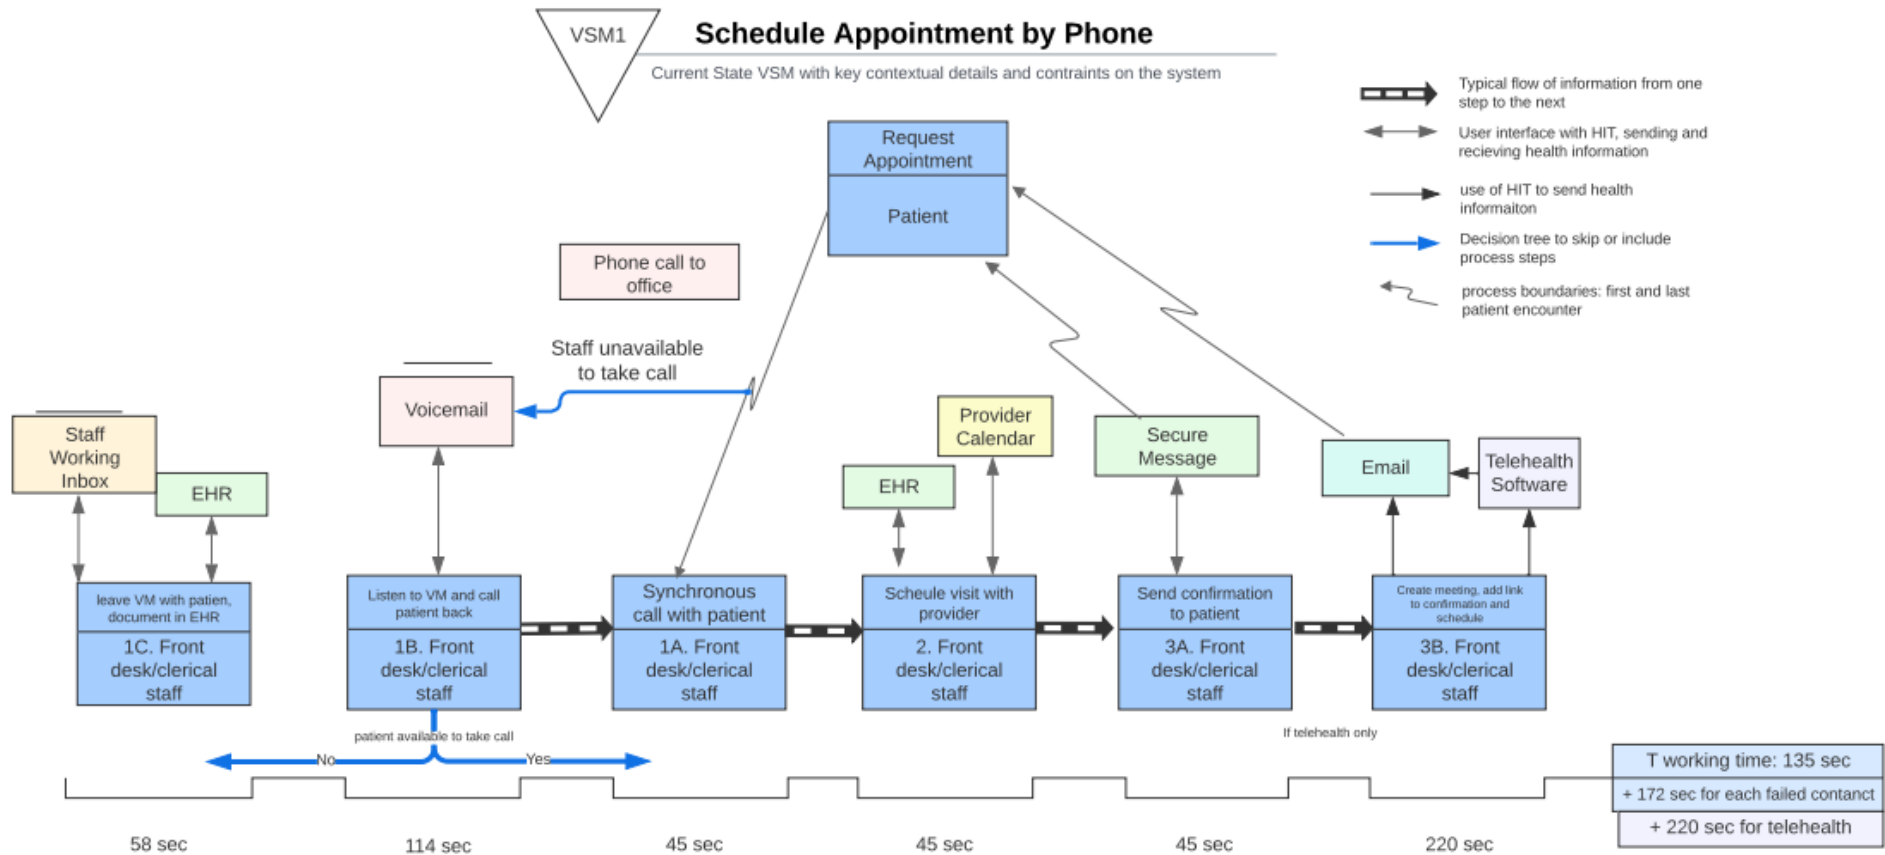 VSM1
Schedule Appointment by Phone
Current State VSM with key contextual details and contraints on the system
Typical flow of information from one
step to the next
User interface with HIT, sending and
recieving health information
use of HIT to send health
informaiton
Decision tree to skip or include
process steps
process boundaries: first and last
patient encounter
Request
Appointment
Patient
Phone call to
office
Staff unavailable
to take call
Voicemail
Staff
Working
Inbox
EHR
EHR
Provider
Calendar
Secure
Message
Email
Telehealth
Software
leave VM with patien,
document in EHR
1C. Front
desk/clerical
staff
Listen to VM and call
patient back
1B. Front
desk/clerical
staff
Synchronous
call with patient
1A. Front
desk/clerical
staff
Scheule visit with
provider
2. Front
desk/clerical
staff
Send confirmation
to patient
3A. Front
desk/clerical
staff
Create meeting, add link
to confirmation and
schedule
3B. Front
desk/clerical
staff
patient available to take call
No
Yes
If telehealth only
T working time: 135 sec
+ 172 sec for each failed contanct
+ 220 sec for telehealth
58 sec
114 sec
45 sec
45 sec
45 sec
220 sec